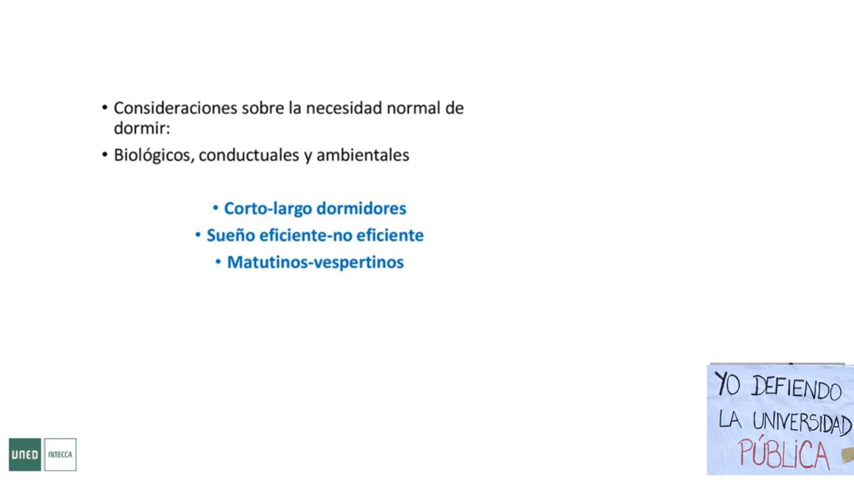 • Consideraciones sobre la necesidad normal de
dormir:
• Biológicos, conductuales y ambientales
• Corto-largo dormidores
• Sueño eficiente-no eficiente
• Matutinos-vespertinos
YO DEFIENDO
LA UNIVERSIDAD
PÚBLICA
UNED INTECCA